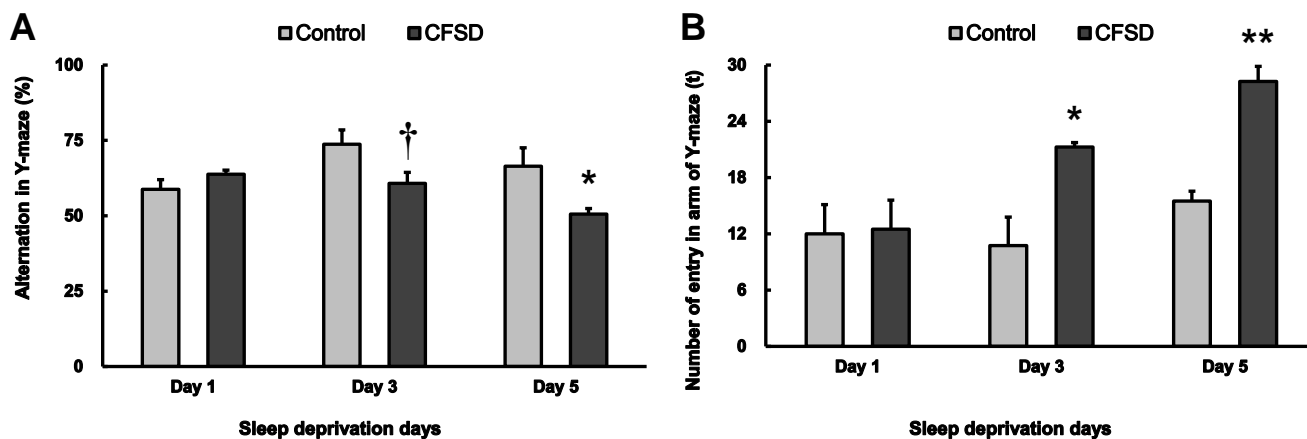 A
Control CFSD
Alternation in Y-maze (%)
100
75
50
25
0
†
*
Day 1 Day 3 Day 5
Sleep deprivation days
B
Control CFSD
Number of entry in arm of Y-maze (t)
30
24
18
12
6
0
*
**
Day 1 Day 3 Day 5
Sleep deprivation days